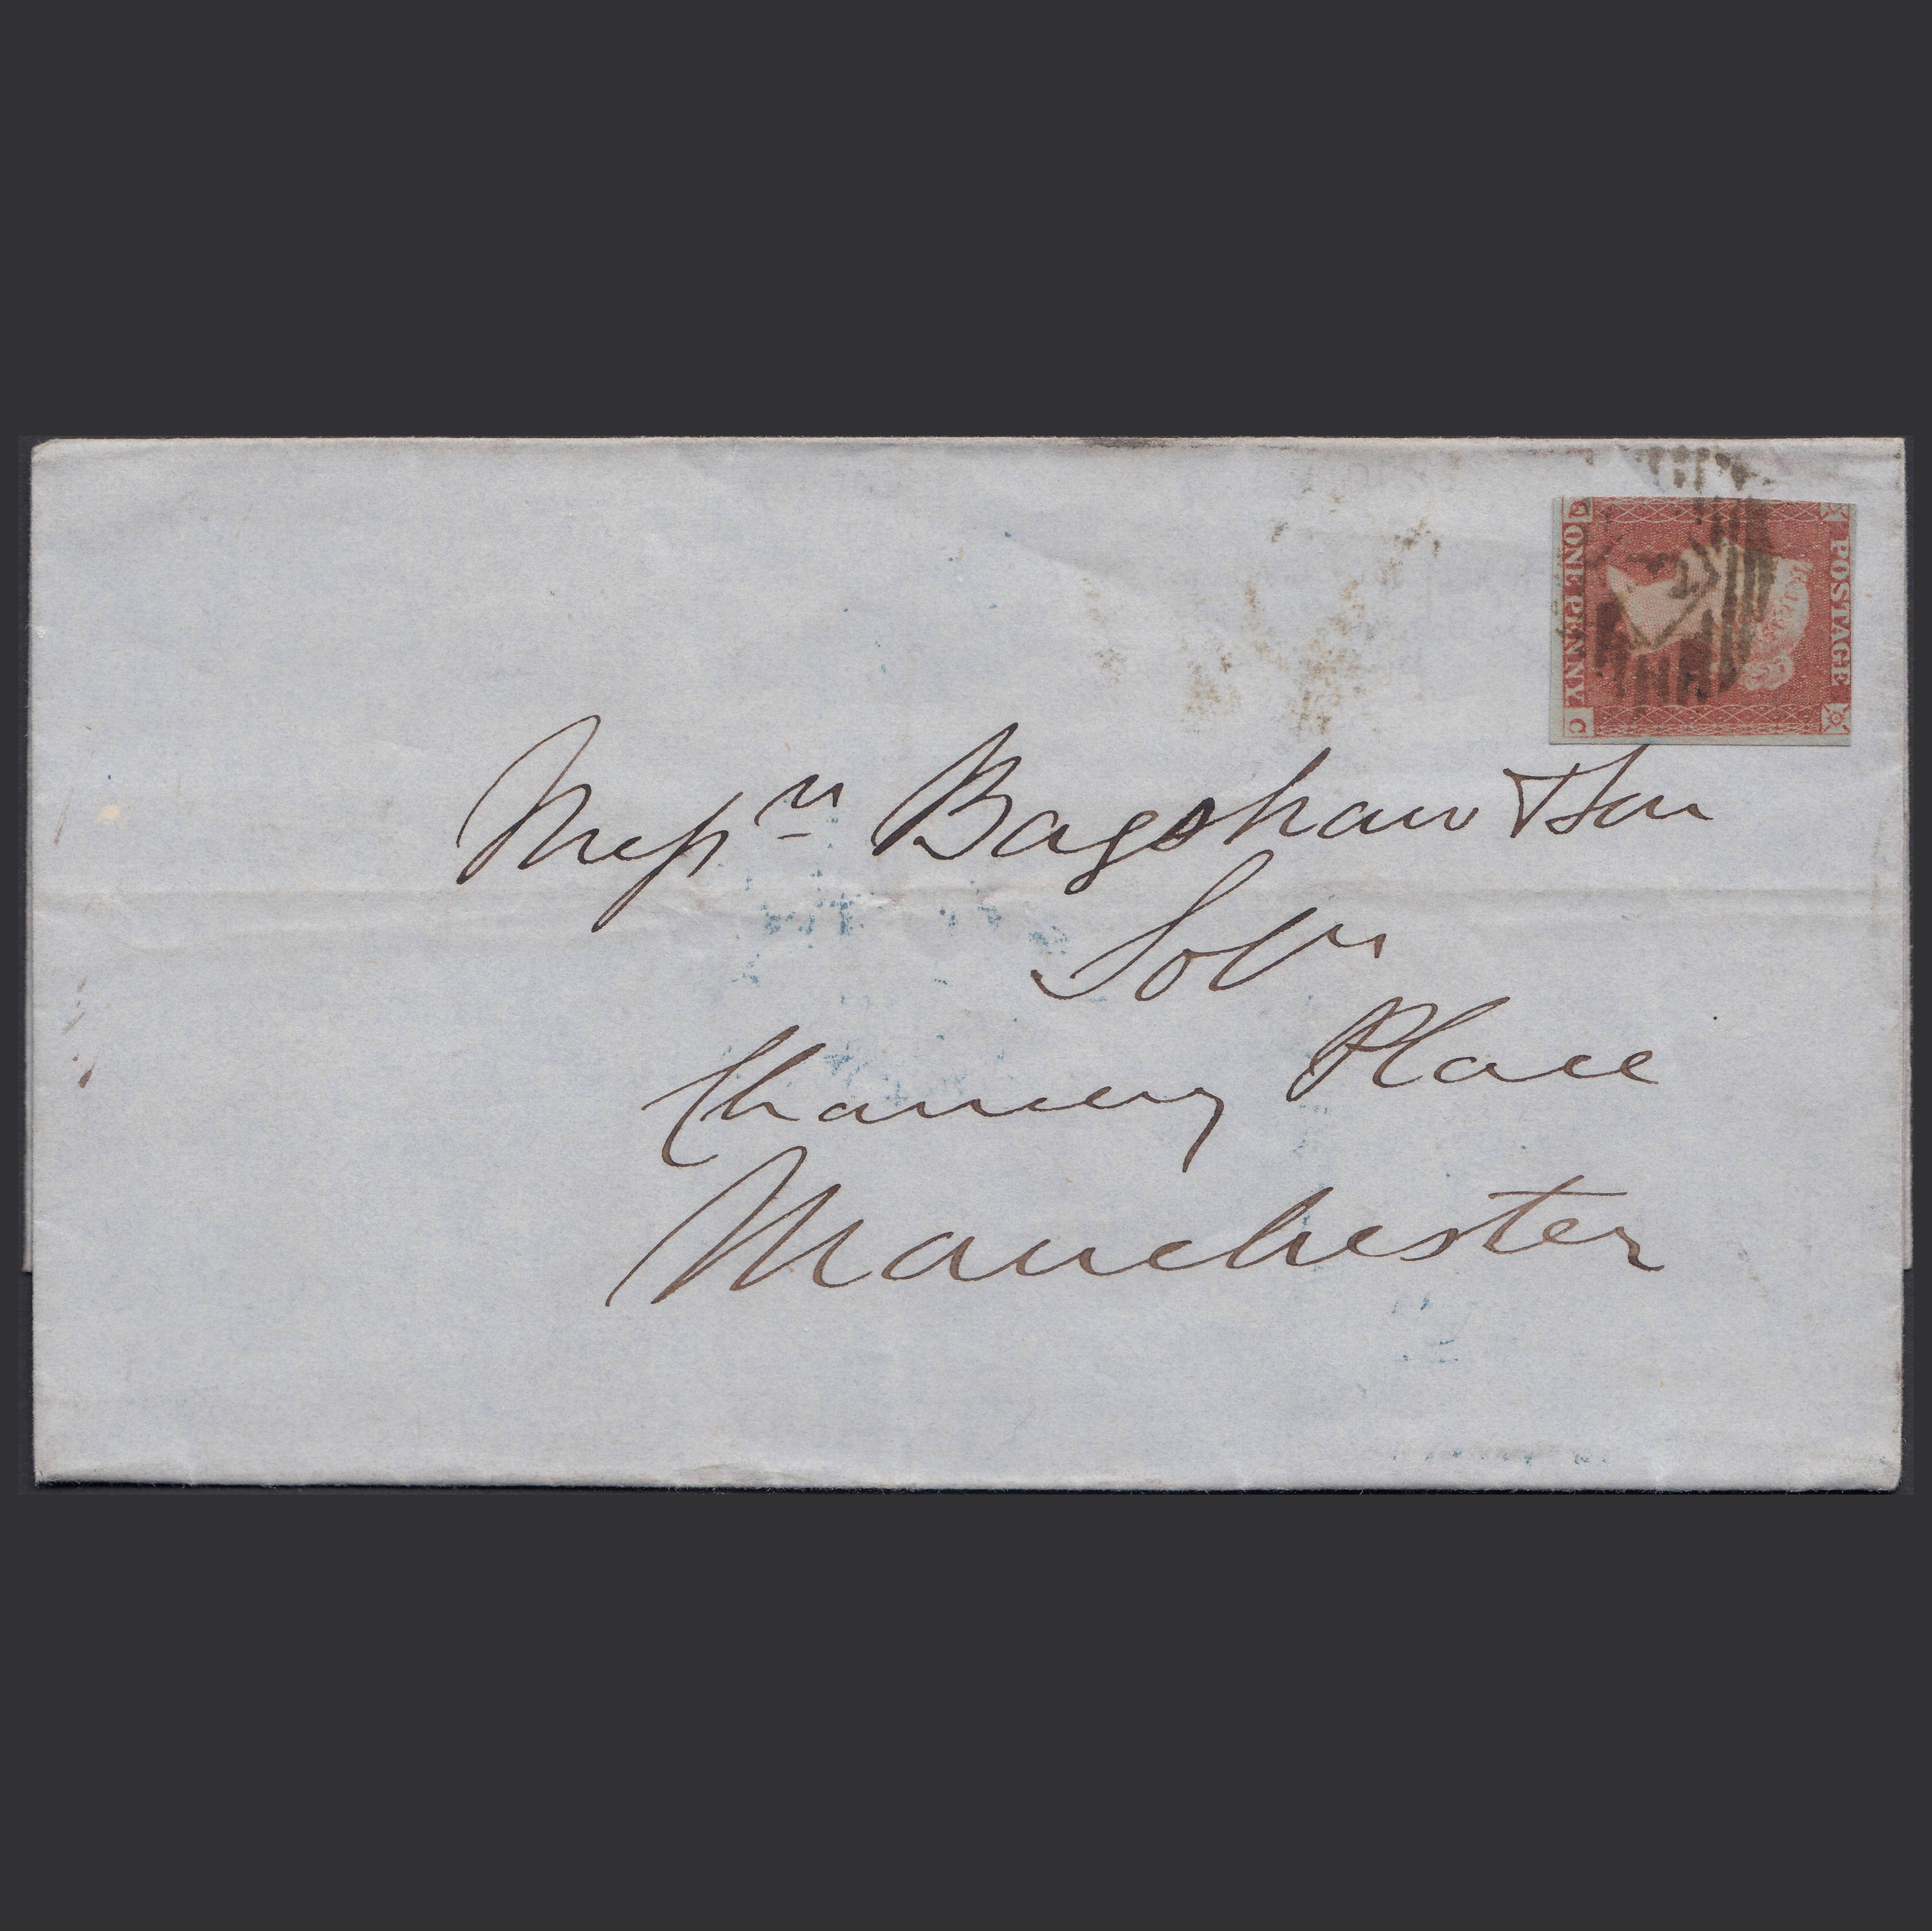 POSTAGE
ONE PENNY
C
Messrs Bagshaw & Son
Solrs
Chancery Place
Manchester